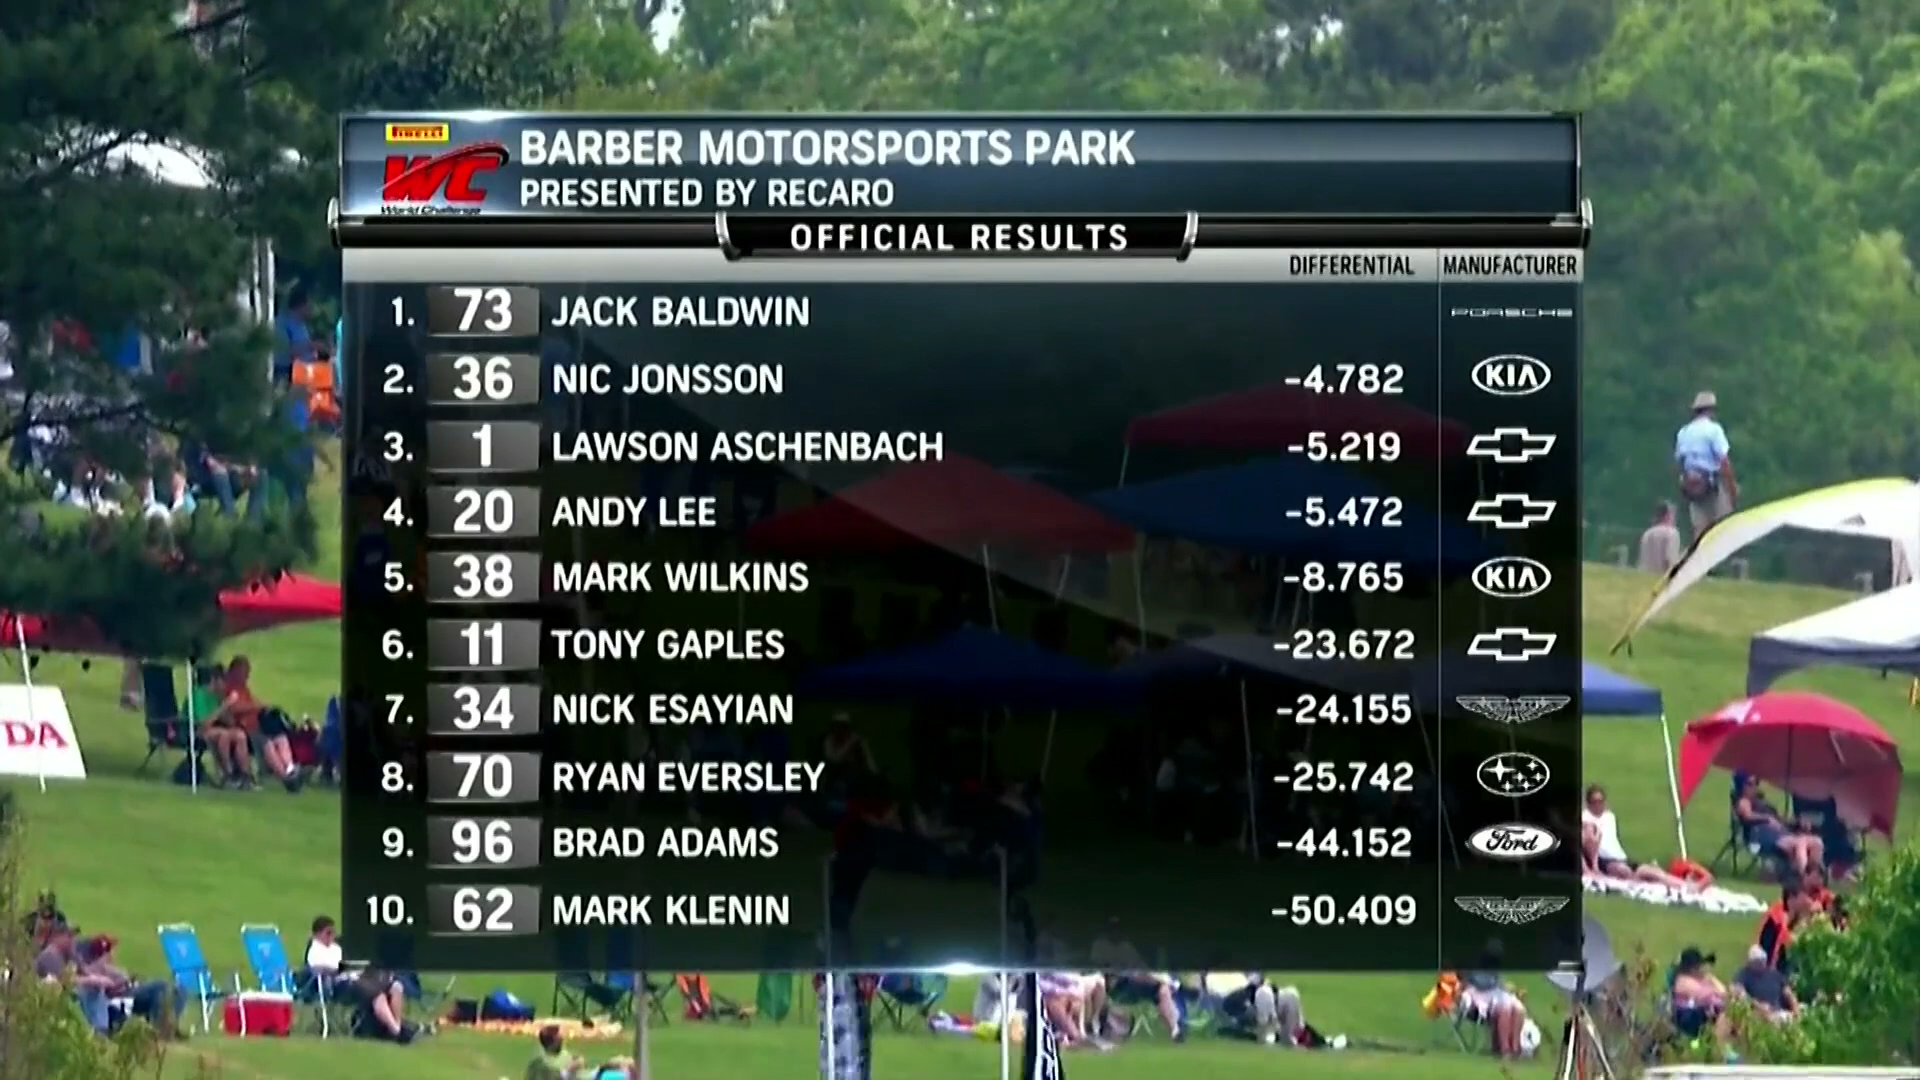 PIRELLI
WC
World Challenge
BARBER MOTORSPORTS PARK
PRESENTED BY RECARO
OFFICIAL RESULTS
DIFFERENTIAL MANUFACTURER
1. 73 JACK BALDWIN PORSCHE
2. 36 NIC JONSSON -4.782 KIA
3. 1 LAWSON ASCHENBACH -5.219
4. 20 ANDY LEE -5.472
5. 38 MARK WILKINS -8.765 KIA
6. 11 TONY GAPLES -23.672
7. 34 NICK ESAYIAN -24.155
8. 70 RYAN EVERSLEY -25.742
9. 96 BRAD ADAMS -44.152 Ford
10. 62 MARK KLENIN -50.409
DA